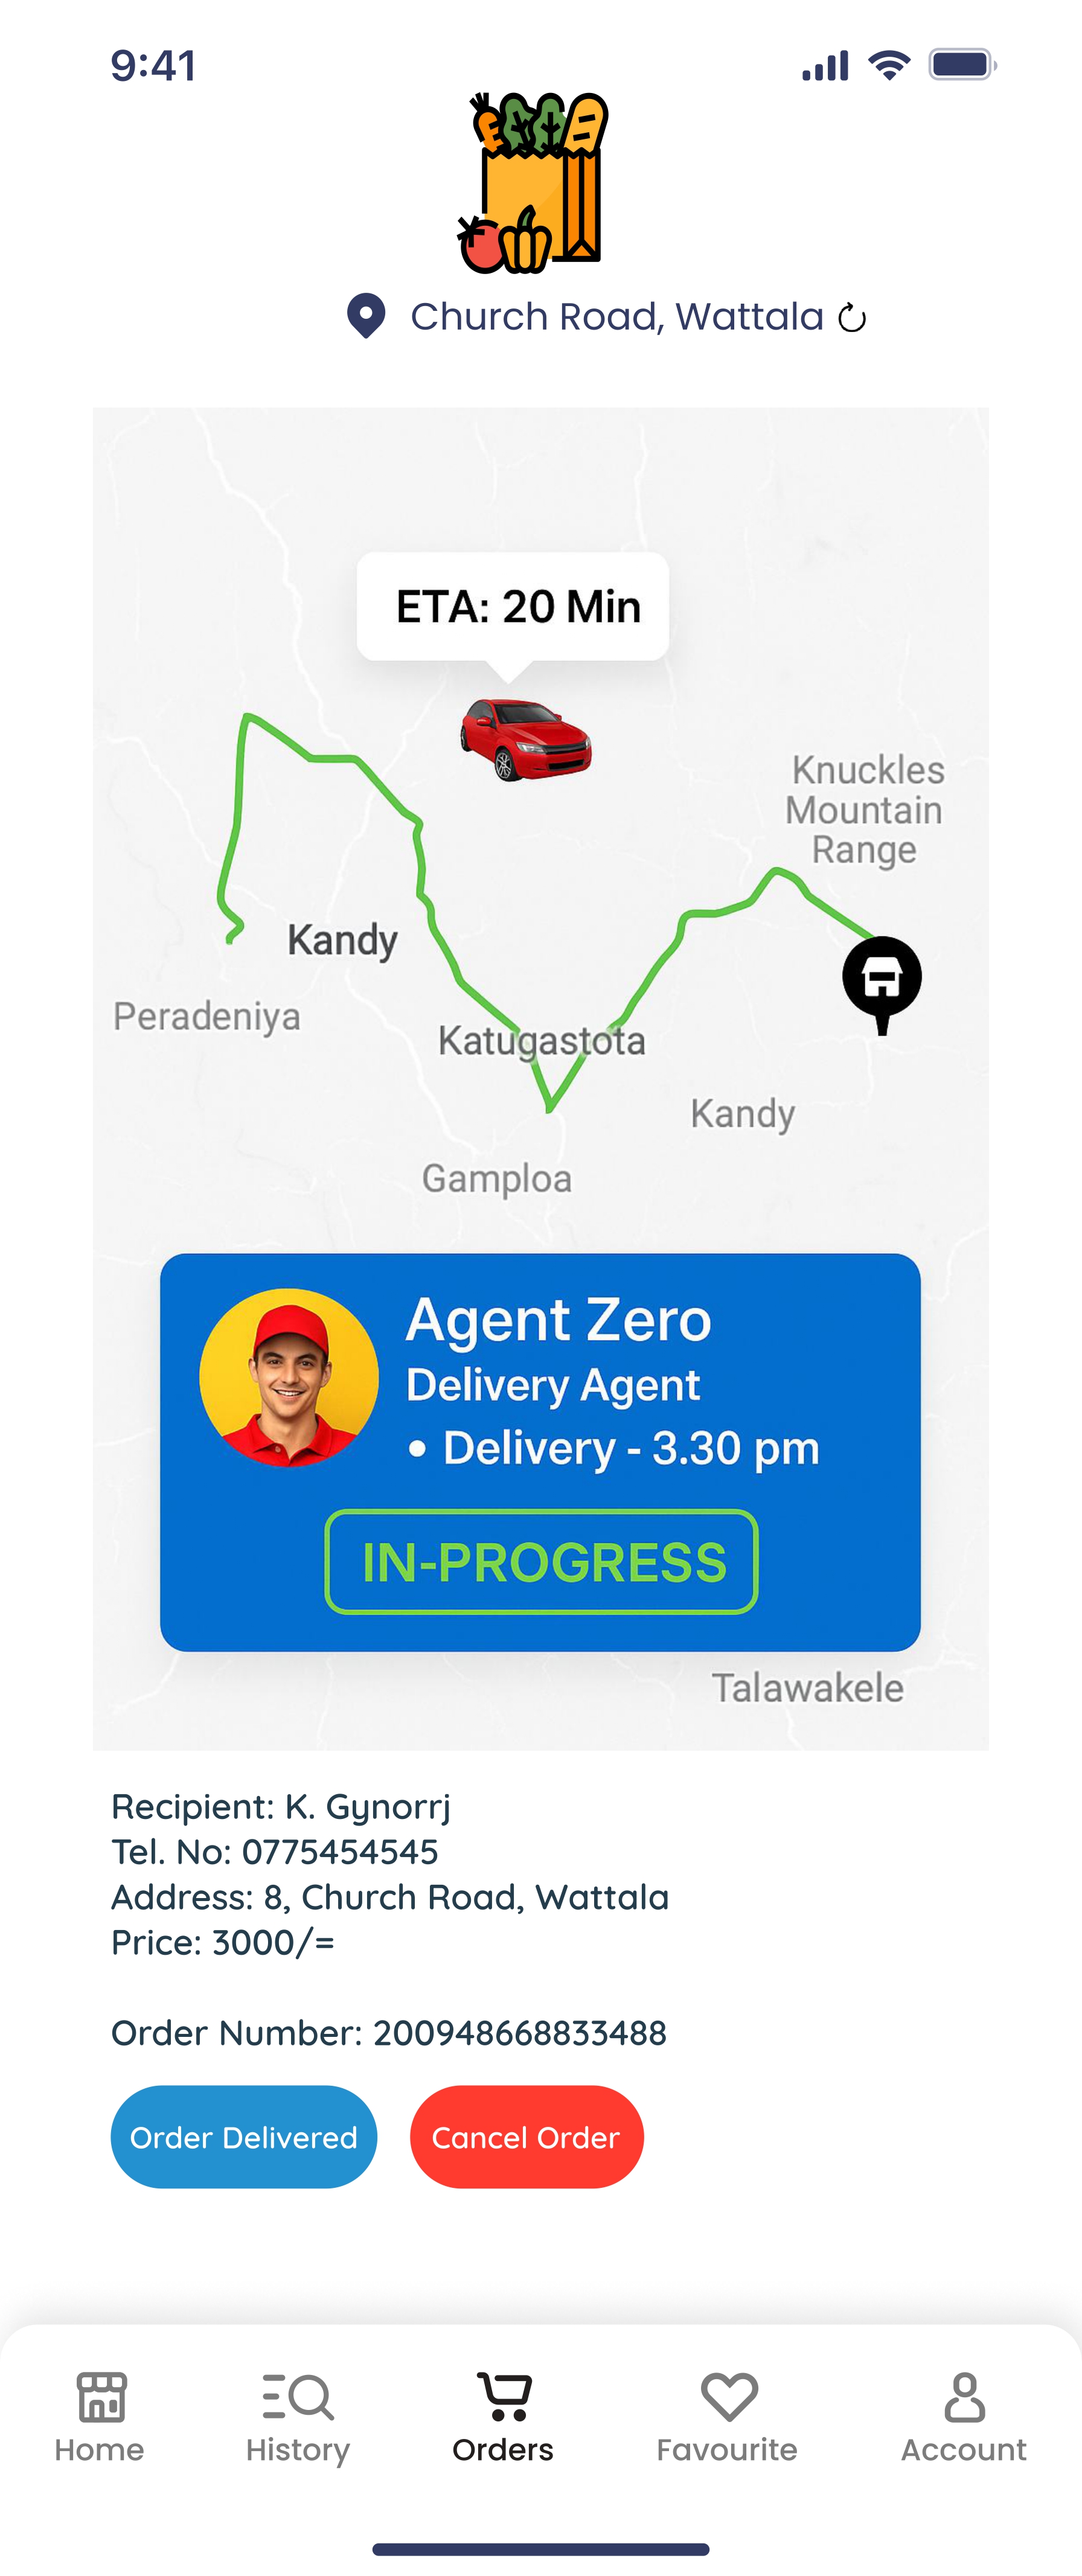 9:41
Church Road, Wattala
ETA: 20 Min
Knuckles
Mountain
Range
Kandy
Peradeniya
Katugastota
Kandy
Gamploa
Agent Zero
Delivery Agent
• Delivery - 3.30 pm
IN-PROGRESS
Talawakele
Recipient: K. Gynorrj
Tel. No: 0775454545
Address: 8, Church Road, Wattala
Price: 3000/=
Order Number: 200948668833488
Order Delivered
Cancel Order
Home
History
Orders
Favourite
Account